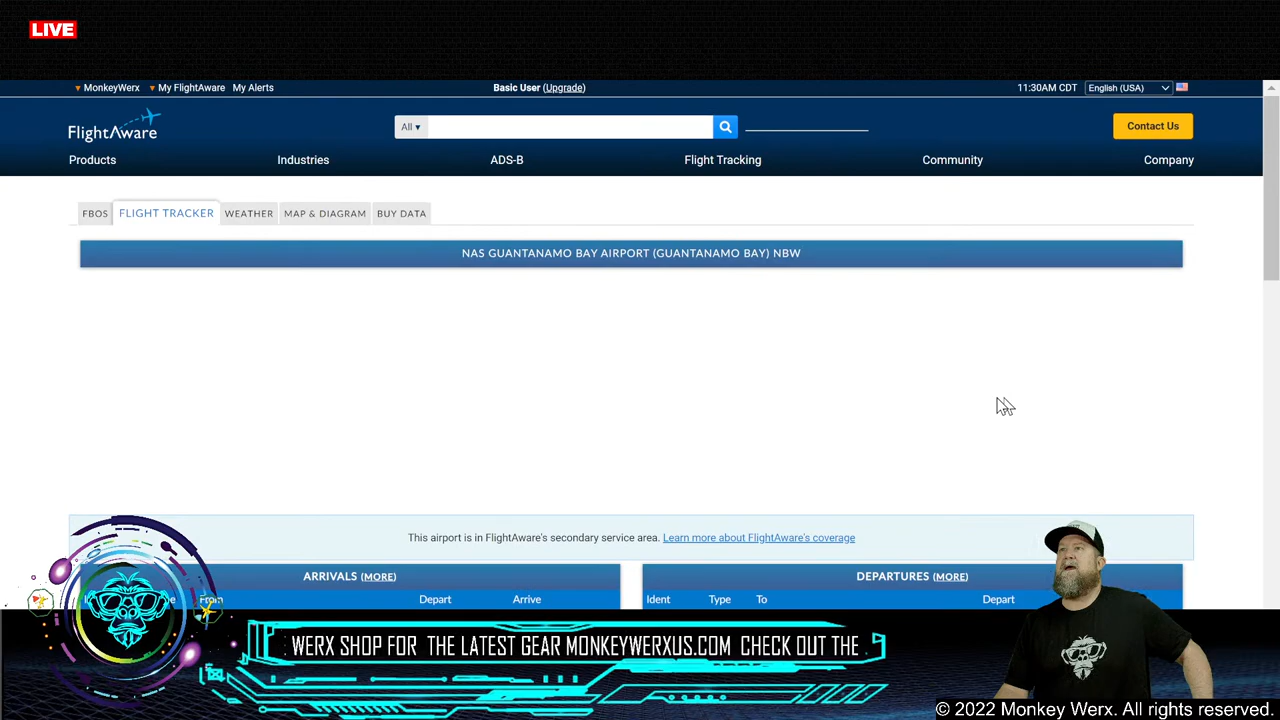 LIVE
MonkeyWerx My FlightAware My Alerts Basic User (Upgrade) 11:30AM CDT English (USA)
FlightAware All Contact Us
Products Industries ADS-B Flight Tracking Community Company
FBOS FLIGHT TRACKER WEATHER MAP & DIAGRAM BUY DATA
NAS GUANTANAMO BAY AIRPORT (GUANTANAMO BAY) NBW
This airport is in FlightAware's secondary service area. Learn more about FlightAware's coverage
ARRIVALS (MORE) DEPARTURES (MORE)
From Depart Arrive Ident Type To Depart
WERX SHOP FOR THE LATEST GEAR MONKEYWERXUS.COM CHECK OUT THE
© 2022 Monkey Werx. All rights reserved.